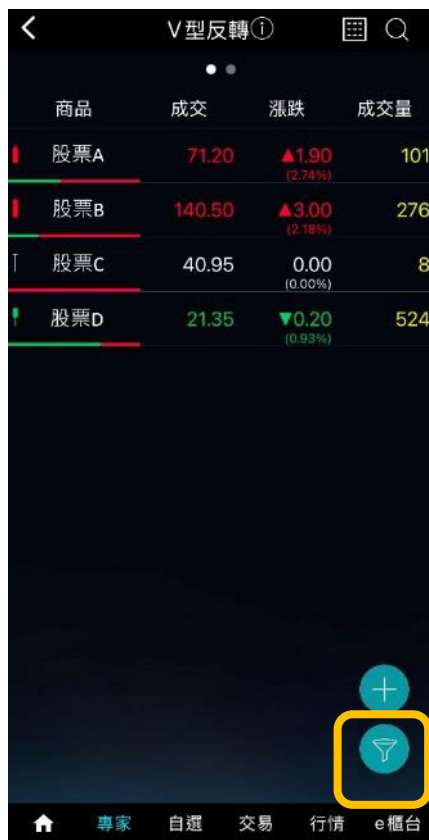 V型反轉
商品 成交 漲跌 成交量
股票A 71.20 ▲1.90 101
(2.74%)
股票B 140.50 ▲3.00 276
(2.18%)
股票C 40.95 0.00 8
(0.00%)
股票D 21.35 ▼0.20 524
(0.93%)
專家 自選 交易 行情 e櫃台